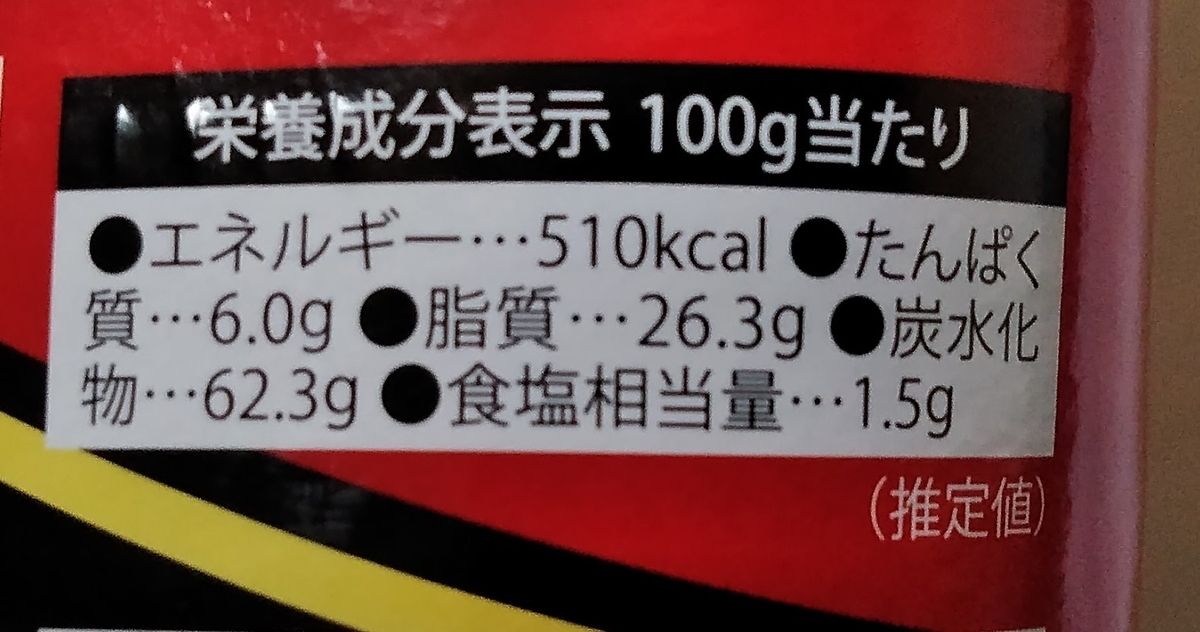 栄養成分表示 100g当たり
●エネルギー…510kcal ●たんぱく
質…6.0g ●脂質…26.3g ●炭水化
物…62.3g ●食塩相当量…1.5g
(推定値)